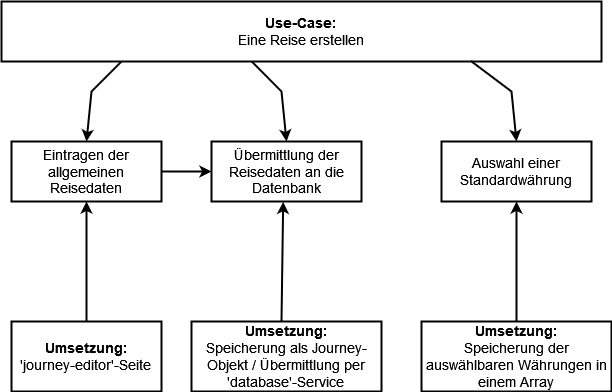 Use-Case:
Eine Reise erstellen
Eintragen der
allgemeinen
Reisedaten
Übermittlung der
Reisedaten an die
Datenbank
Auswahl einer
Standardwährung
Umsetzung:
'journey-editor'-Seite
Umsetzung:
Speicherung als Journey-
Objekt / Übermittlung per
'database'-Service
Umsetzung:
Speicherung der
auswählbaren Währungen in
einem Array